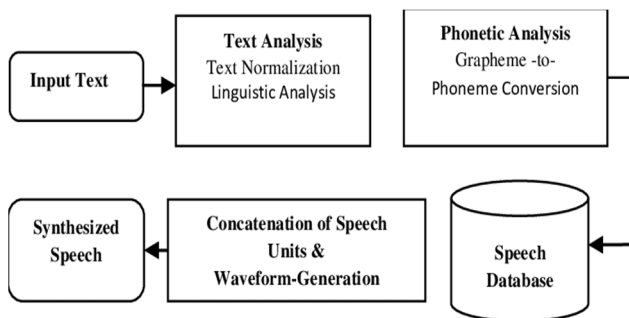 Input Text
Text Analysis
Text Normalization
Linguistic Analysis
Phonetic Analysis
Grapheme -to-
Phoneme Conversion
Synthesized
Speech
Concatenation of Speech
Units &
Waveform-Generation
Speech
Database